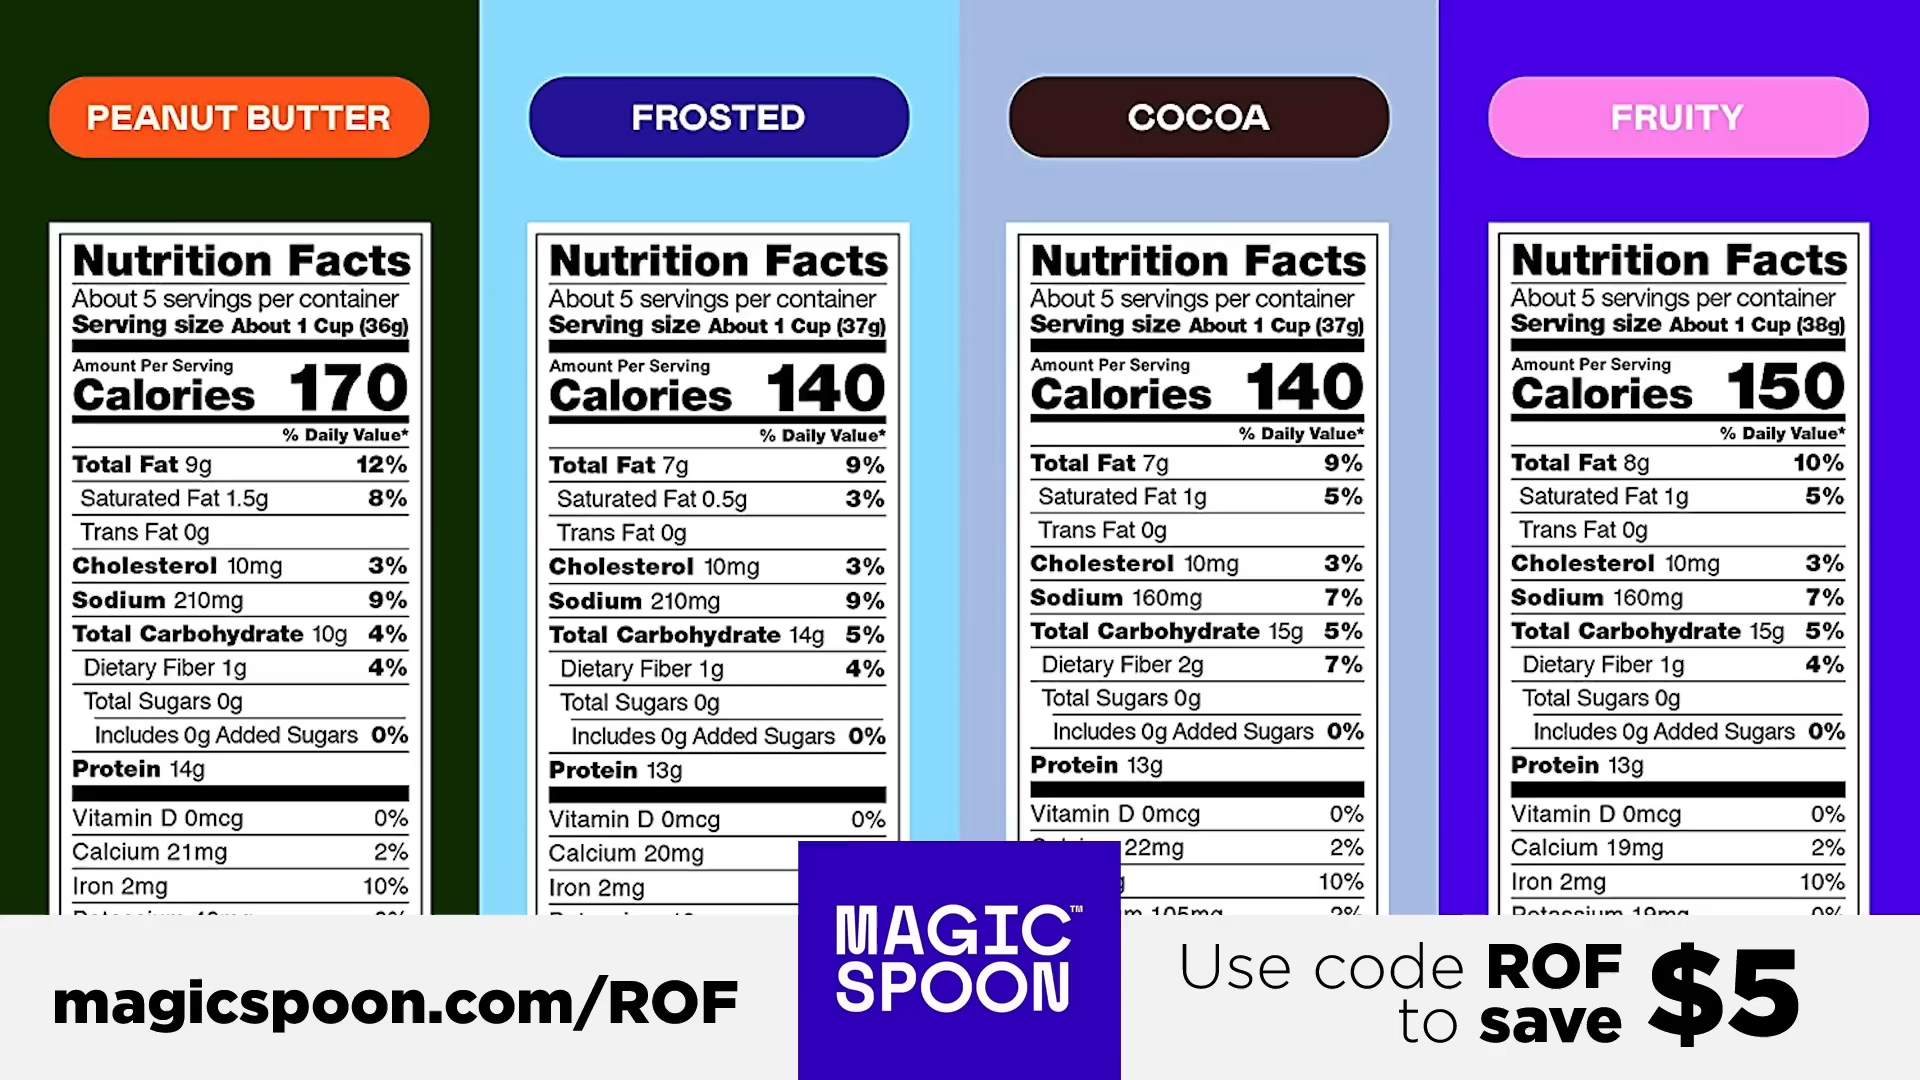 PEANUT BUTTER
Nutrition Facts
About 5 servings per container
Serving size About 1 Cup (36g)
Amount Per Serving
Calories 170
% Daily Value*
Total Fat 9g 12%
Saturated Fat 1.5g 8%
Trans Fat 0g
Cholesterol 10mg 3%
Sodium 210mg 9%
Total Carbohydrate 10g 4%
Dietary Fiber 1g 4%
Total Sugars 0g
Includes 0g Added Sugars 0%
Protein 14g
Vitamin D 0mcg 0%
Calcium 21mg 2%
Iron 2mg 10%
FROSTED
Nutrition Facts
About 5 servings per container
Serving size About 1 Cup (37g)
Amount Per Serving
Calories 140
% Daily Value*
Total Fat 7g 9%
Saturated Fat 0.5g 3%
Trans Fat 0g
Cholesterol 10mg 3%
Sodium 210mg 9%
Total Carbohydrate 14g 5%
Dietary Fiber 1g 4%
Total Sugars 0g
Includes 0g Added Sugars 0%
Protein 13g
Vitamin D 0mcg 0%
Calcium 20mg
Iron 2mg
COCOA
Nutrition Facts
About 5 servings per container
Serving size About 1 Cup (37g)
Amount Per Serving
Calories 140
% Daily Value*
Total Fat 7g 9%
Saturated Fat 1g 5%
Trans Fat 0g
Cholesterol 10mg 3%
Sodium 160mg 7%
Total Carbohydrate 15g 5%
Dietary Fiber 2g 7%
Total Sugars 0g
Includes 0g Added Sugars 0%
Protein 13g
Vitamin D 0mcg 0%
22mg 2%
10%
105mg 2%
FRUITY
Nutrition Facts
About 5 servings per container
Serving size About 1 Cup (38g)
Amount Per Serving
Calories 150
% Daily Value*
Total Fat 8g 10%
Saturated Fat 1g 5%
Trans Fat 0g
Cholesterol 10mg 3%
Sodium 160mg 7%
Total Carbohydrate 15g 5%
Dietary Fiber 1g 4%
Total Sugars 0g
Includes 0g Added Sugars 0%
Protein 13g
Vitamin D 0mcg 0%
Calcium 19mg 2%
Iron 2mg 10%
Potassium 19mg 0%
magicspoon.com/ROF
MAGIC™
SPOON
Use code ROF
to save $5